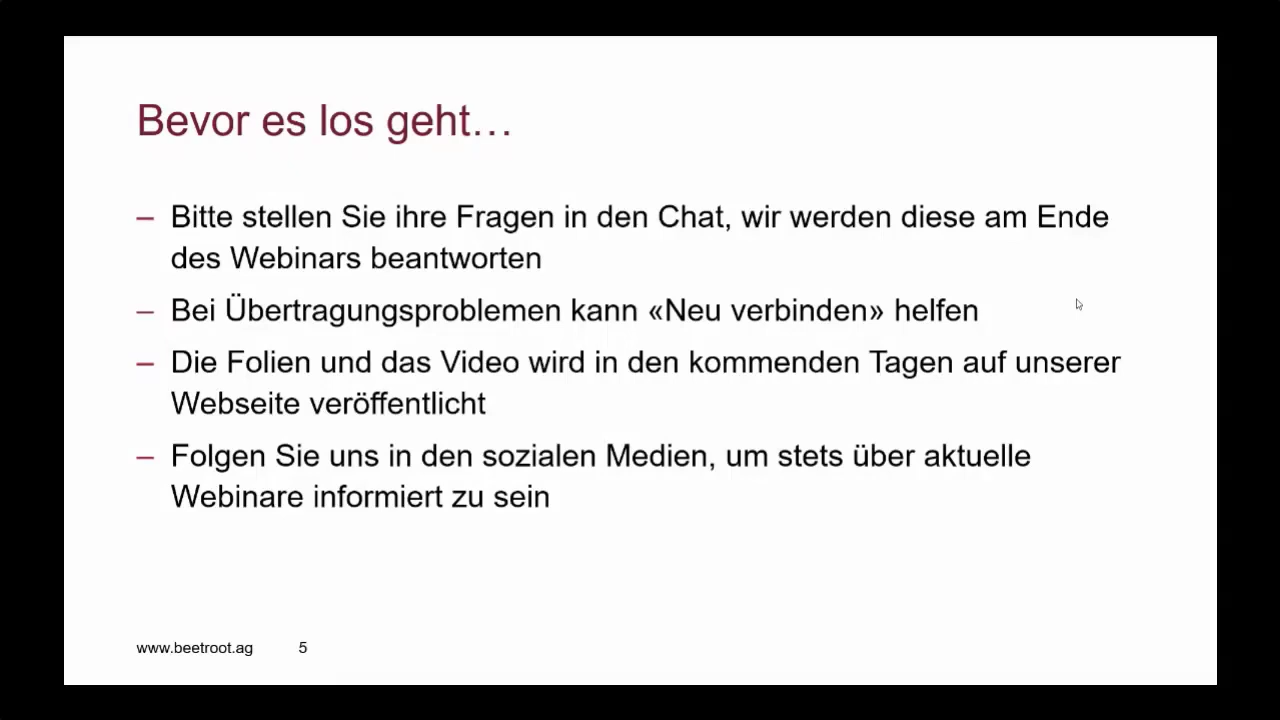 Bevor es los geht…
– Bitte stellen Sie ihre Fragen in den Chat, wir werden diese am Ende
des Webinars beantworten
– Bei Übertragungsproblemen kann «Neu verbinden» helfen
– Die Folien und das Video wird in den kommenden Tagen auf unserer
Webseite veröffentlicht
– Folgen Sie uns in den sozialen Medien, um stets über aktuelle
Webinare informiert zu sein
www.beetroot.ag 5